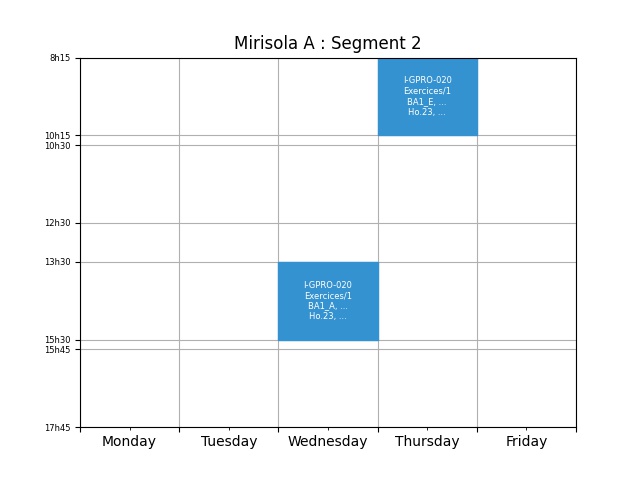 Mirisola A : Segment 2
8h15
I-GPRO-020
Exercices/1
BA1_E, ...
Ho.23, ...
10h15
10h30
12h30
13h30
I-GPRO-020
Exercices/1
BA1_A, ...
Ho.23, ...
15h30
15h45
17h45
Monday Tuesday Wednesday Thursday Friday